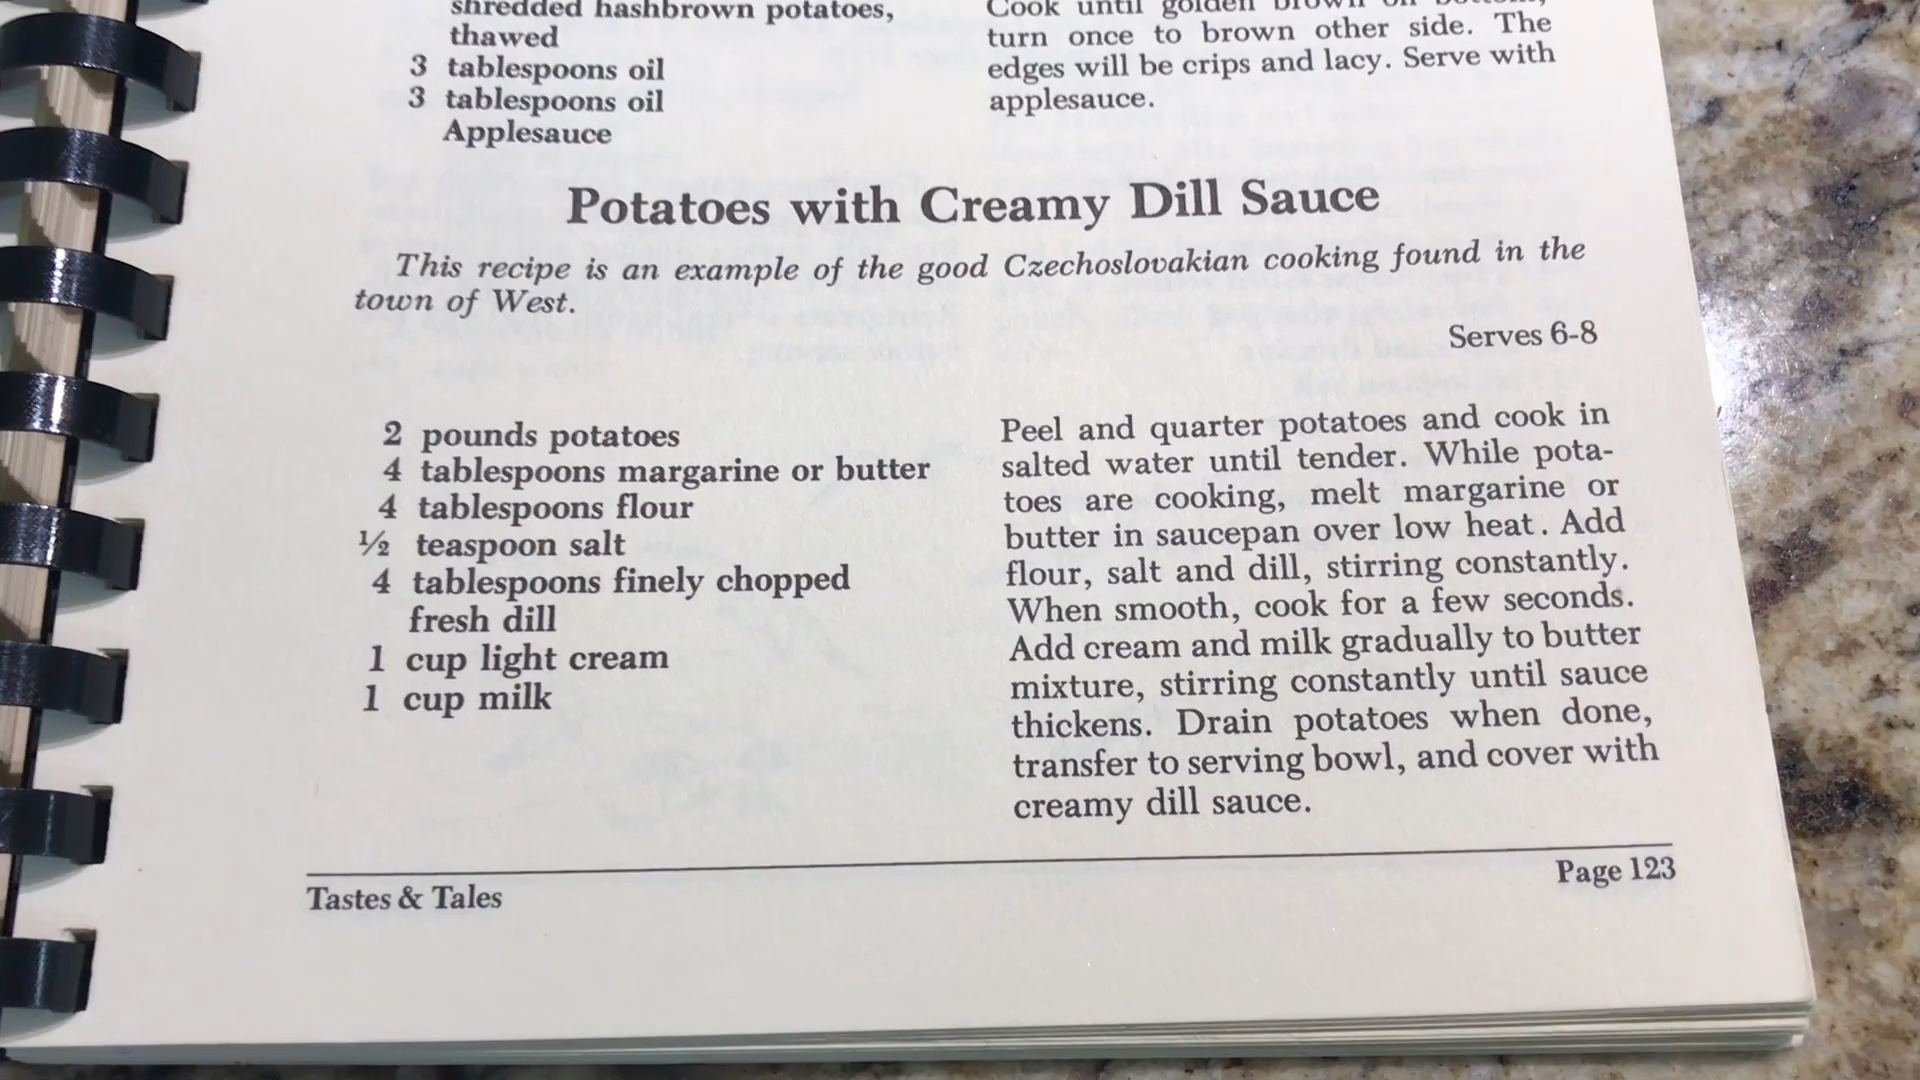 shredded hashbrown potatoes,
thawed
3 tablespoons oil
3 tablespoons oil
Applesauce
Cook until golden brown on bottom,
turn once to brown other side. The
edges will be crips and lacy. Serve with
applesauce.
Potatoes with Creamy Dill Sauce
This recipe is an example of the good Czechoslovakian cooking found in the
town of West.
Serves 6-8
2 pounds potatoes
4 tablespoons margarine or butter
4 tablespoons flour
½ teaspoon salt
4 tablespoons finely chopped
fresh dill
1 cup light cream
1 cup milk
Peel and quarter potatoes and cook in
salted water until tender. While pota-
toes are cooking, melt margarine or
butter in saucepan over low heat. Add
flour, salt and dill, stirring constantly.
When smooth, cook for a few seconds.
Add cream and milk gradually to butter
mixture, stirring constantly until sauce
thickens. Drain potatoes when done,
transfer to serving bowl, and cover with
creamy dill sauce.
Tastes & Tales
Page 123